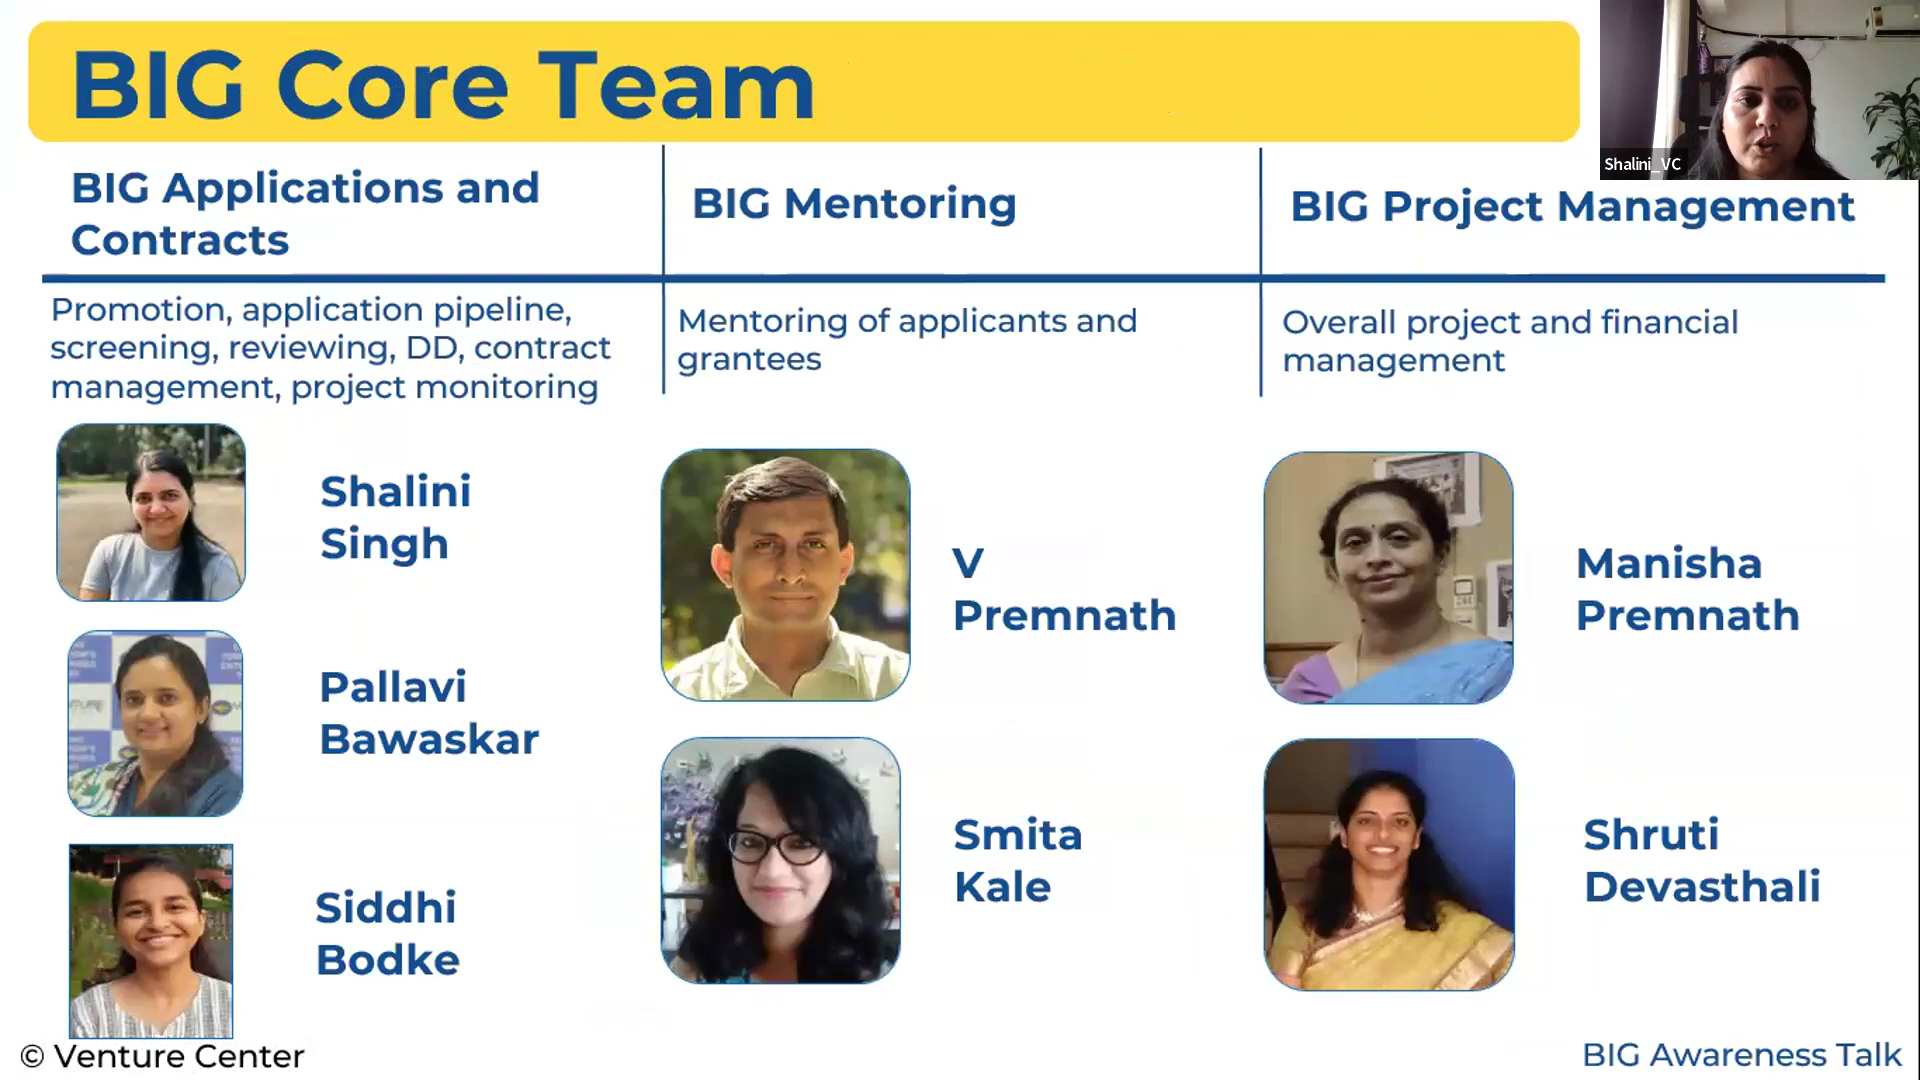 BIG Core Team
Shalini_VC
BIG Applications and
Contracts
BIG Mentoring
BIG Project Management
Promotion, application pipeline,
screening, reviewing, DD, contract
management, project monitoring
Mentoring of applicants and
grantees
Overall project and financial
management
Shalini
Singh
Pallavi
Bawaskar
Siddhi
Bodke
V
Premnath
Smita
Kale
Manisha
Premnath
Shruti
Devasthali
© Venture Center
BIG Awareness Talk